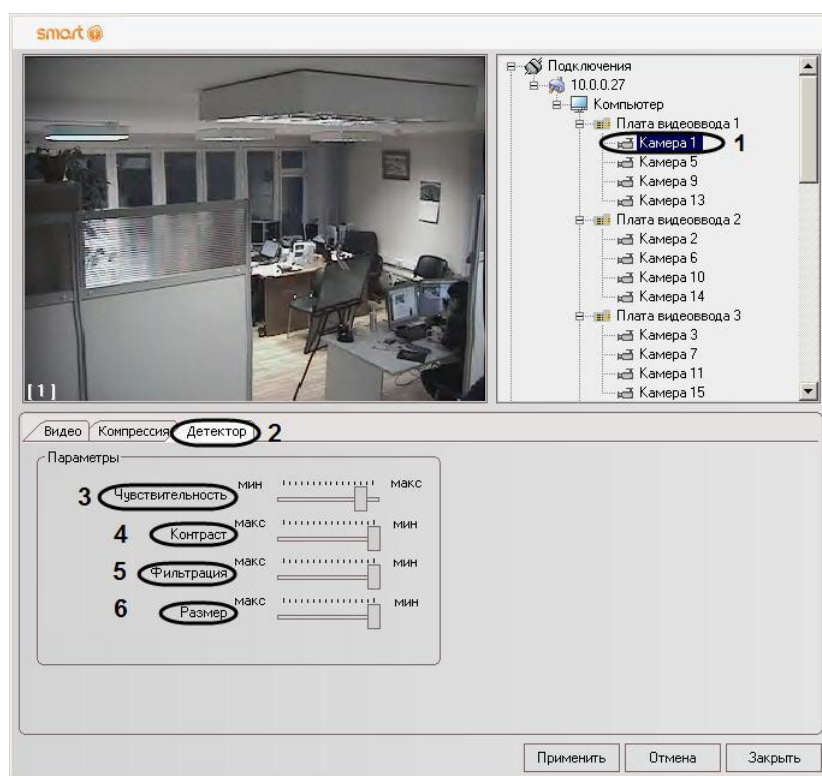 smart
Подключения
10.0.0.27
Компьютер
Плата видеоввода 1
Камера 1
1
Камера 5
Камера 9
Камера 13
Плата видеоввода 2
Камера 2
Камера 6
Камера 10
Камера 14
Плата видеоввода 3
Камера 3
Камера 7
Камера 11
Камера 15
[1]
Видео Компрессия Детектор 2
Параметры
3 Чувствительность мин макс
4 Контраст макс мин
5 Фильтрация макс мин
6 Размер макс мин
Применить Отмена Закрыть